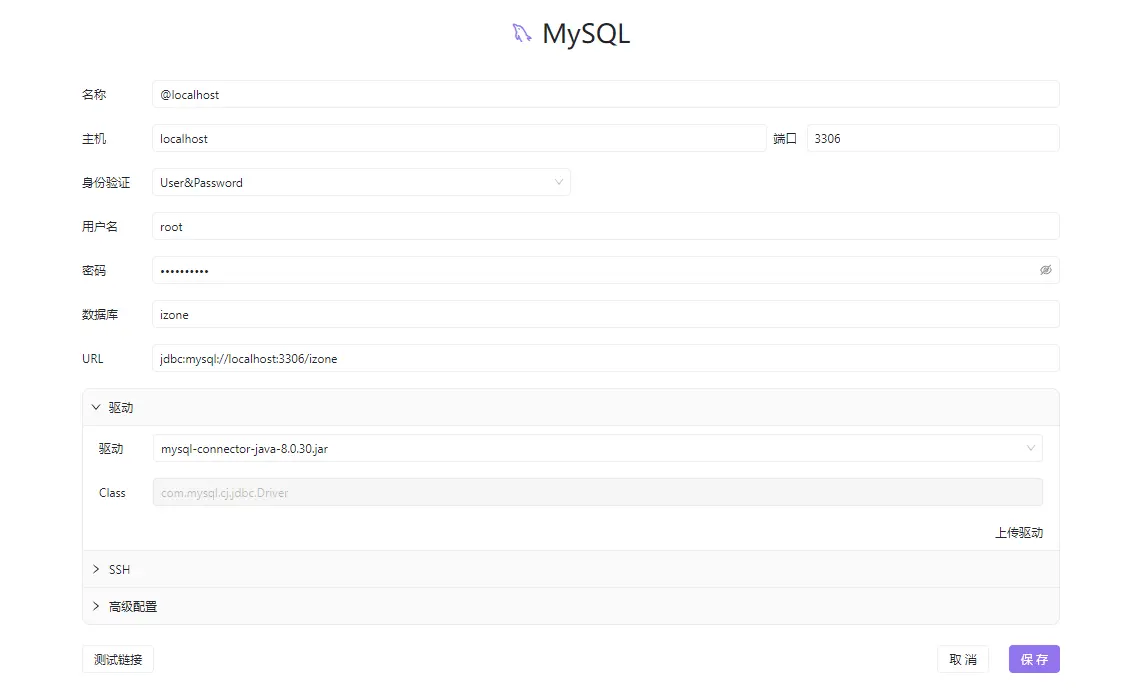 MySQL
名称 @localhost
主机 localhost 端口 3306
身份验证 User&Password
用户名 root
密码 ••••••••••
数据库 izone
URL jdbc:mysql://localhost:3306/izone
驱动
驱动 mysql-connector-java-8.0.30.jar
Class com.mysql.cj.jdbc.Driver
上传驱动
SSH
高级配置
测试链接 取 消 保 存